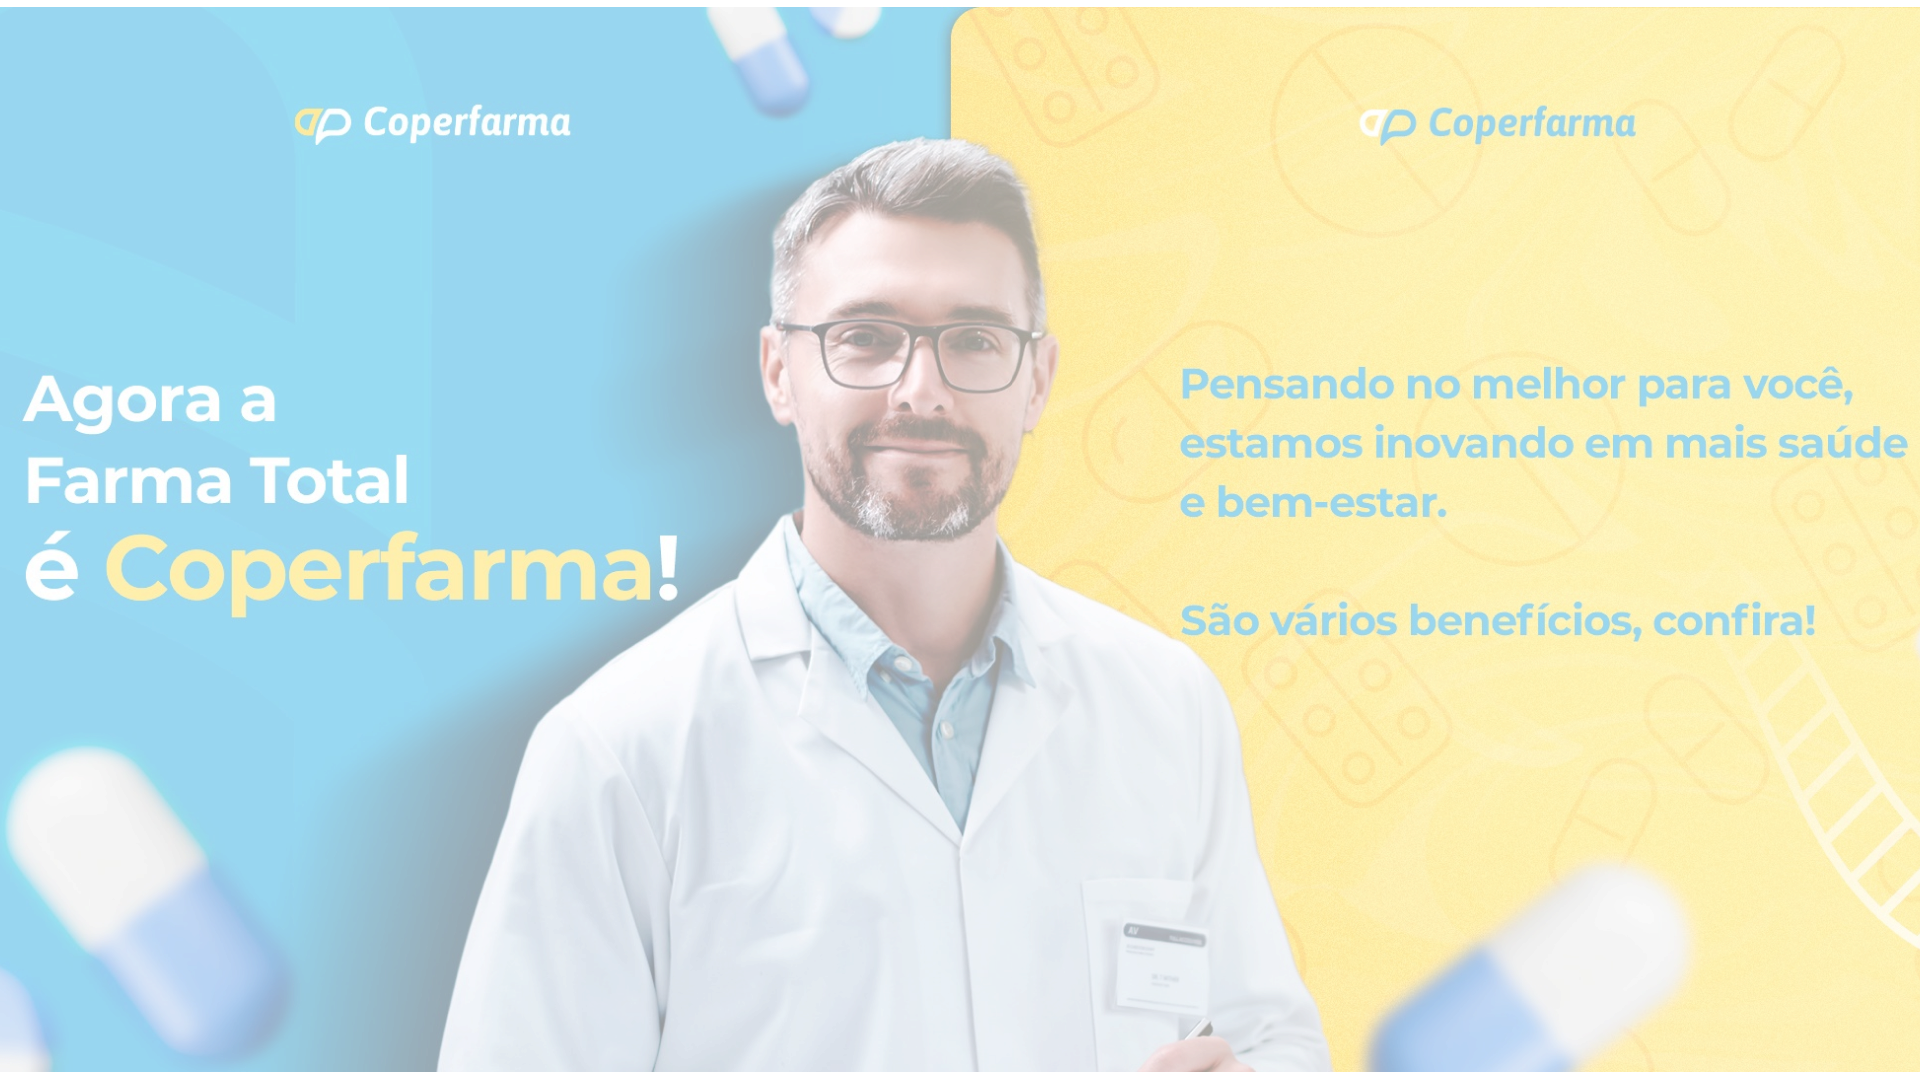 Coperfarma
Agora a
Farma Total
é Coperfarma!
Coperfarma
Pensando no melhor para você,
estamos inovando em mais saúde
e bem-estar.
São vários benefícios, confira!